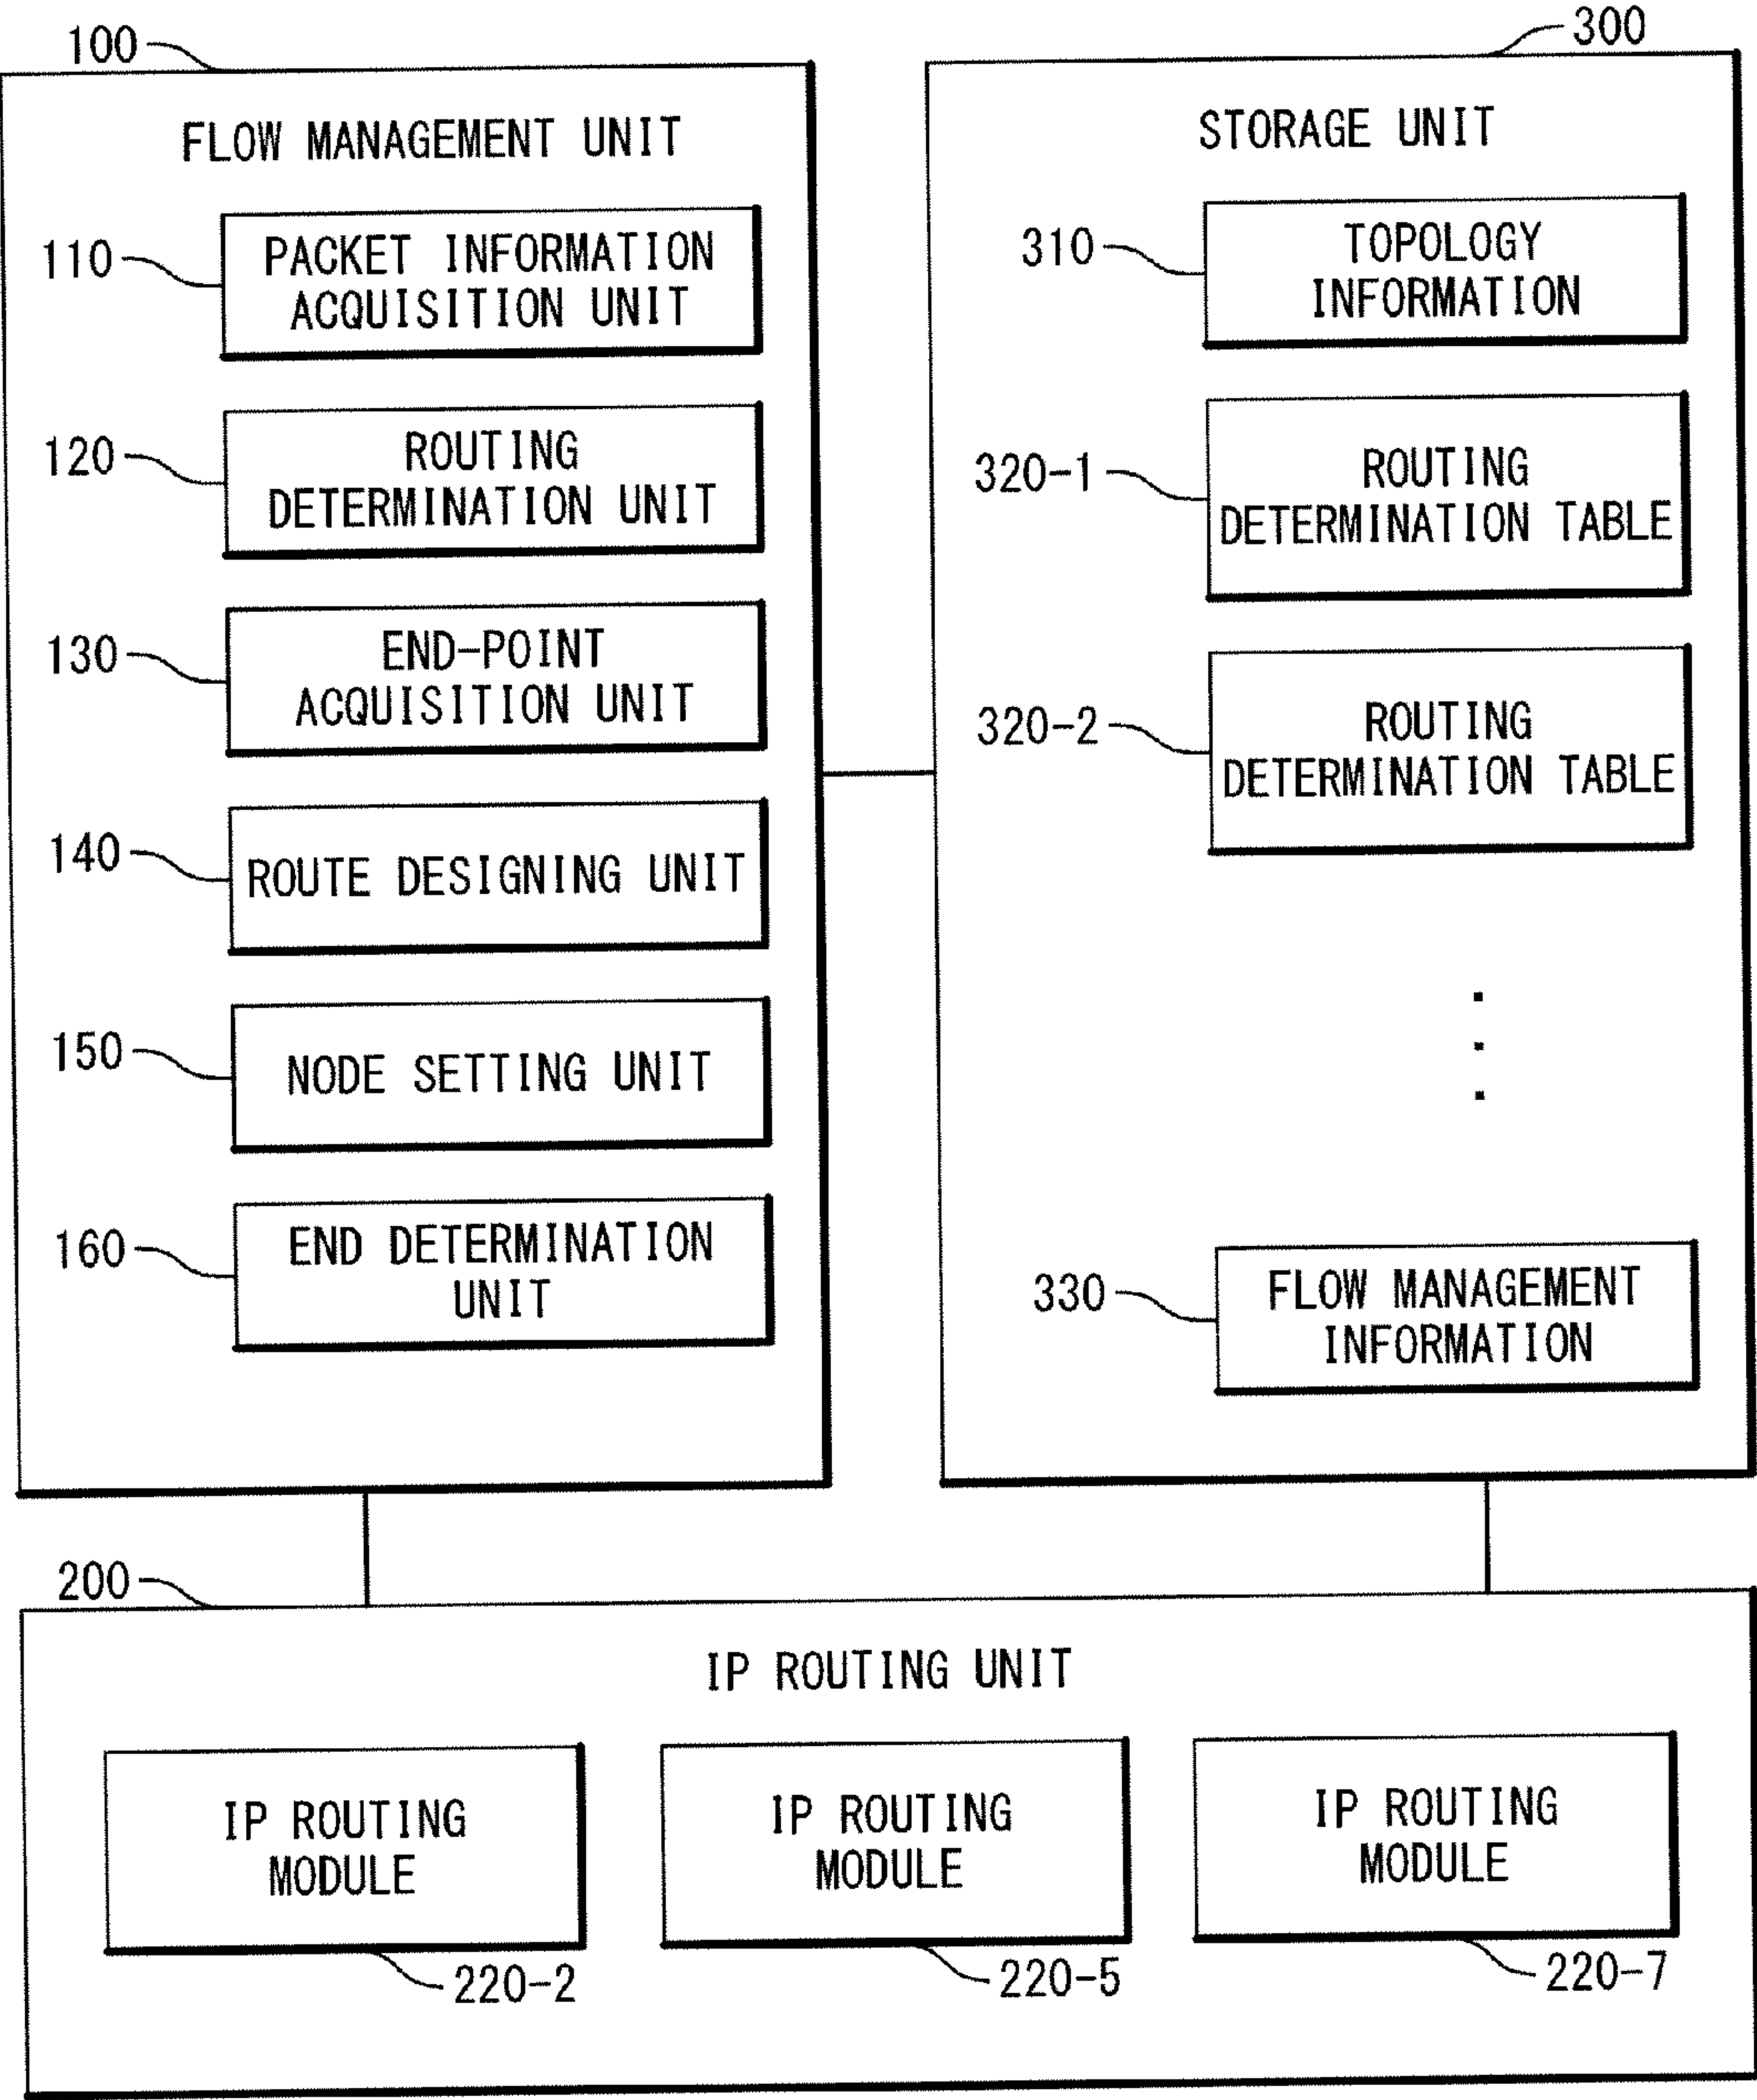 100
FLOW MANAGEMENT UNIT
110
PACKET INFORMATION
ACQUISITION UNIT
120
ROUTING
DETERMINATION UNIT
130
END-POINT
ACQUISITION UNIT
140
ROUTE DESIGNING UNIT
150
NODE SETTING UNIT
160
END DETERMINATION
UNIT
300
STORAGE UNIT
310
TOPOLOGY
INFORMATION
320-1
ROUTING
DETERMINATION TABLE
320-2
ROUTING
DETERMINATION TABLE
330
FLOW MANAGEMENT
INFORMATION
200
IP ROUTING UNIT
IP ROUTING
MODULE
220-2
IP ROUTING
MODULE
220-5
IP ROUTING
MODULE
220-7